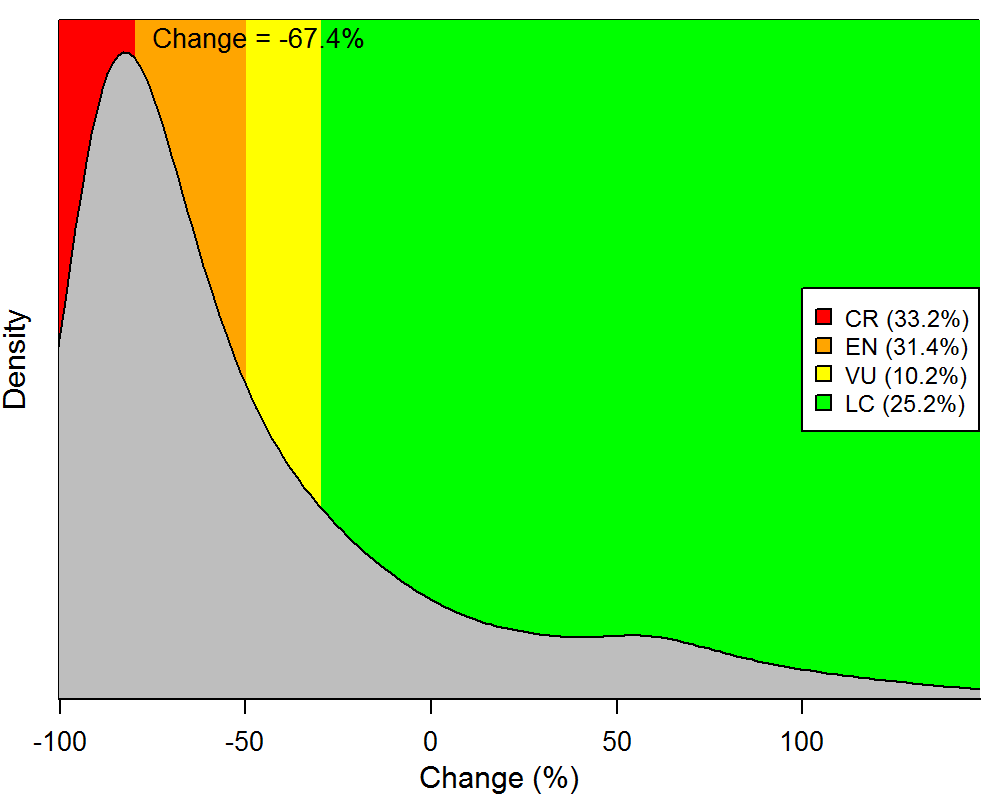 Change = -67.4%
Density
CR (33.2%)
EN (31.4%)
VU (10.2%)
LC (25.2%)
-100
-50
0
50
100
Change (%)